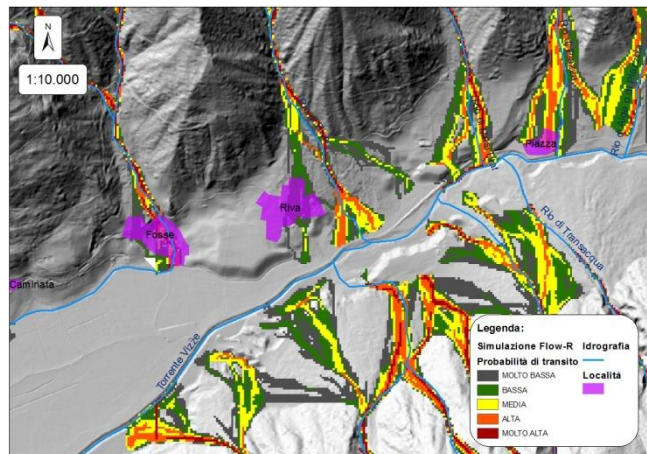 N
1:10.000
Piazza
Riva
Fosse
Caminata
Rio di Transacqua
Torrente Vizze
Legenda:
Simulazione Flow-R
Idrografia
Probabilità di transito
Località
MOLTO BASSA
BASSA
MEDIA
ALTA
MOLTO ALTA